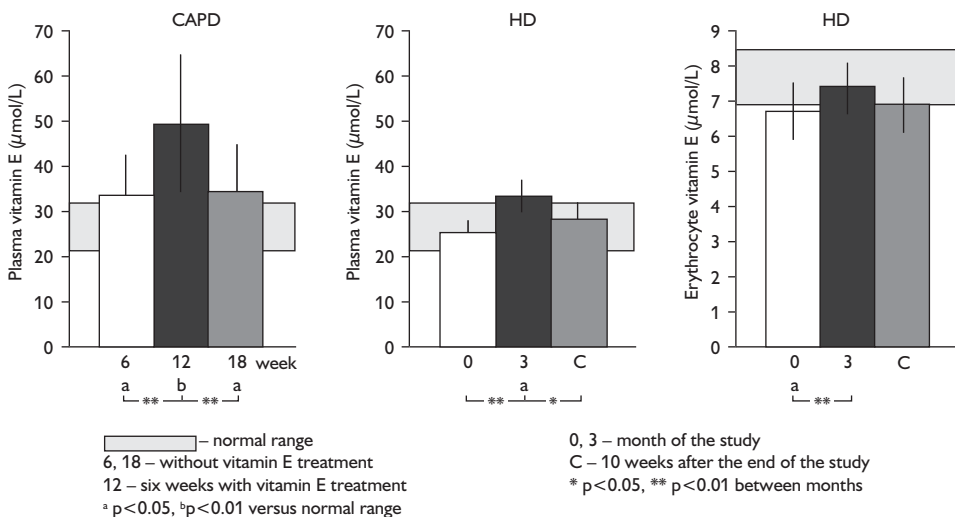 CAPD
Plasma vitamin E (µmol/L)
70
60
50
40
30
20
10
0
6 12 18 week
a b a
** **
HD
Plasma vitamin E (µmol/L)
70
60
50
40
30
20
10
0
0 3 C
a
** *
HD
Erythrocyte vitamin E (µmol/L)
9
8
7
6
5
4
3
2
1
0
0 3 C
a
**
– normal range
6, 18 – without vitamin E treatment
12 – six weeks with vitamin E treatment
ᵃ p<0.05, ᵇp<0.01 versus normal range
0, 3 – month of the study
C – 10 weeks after the end of the study
* p<0.05, ** p<0.01 between months